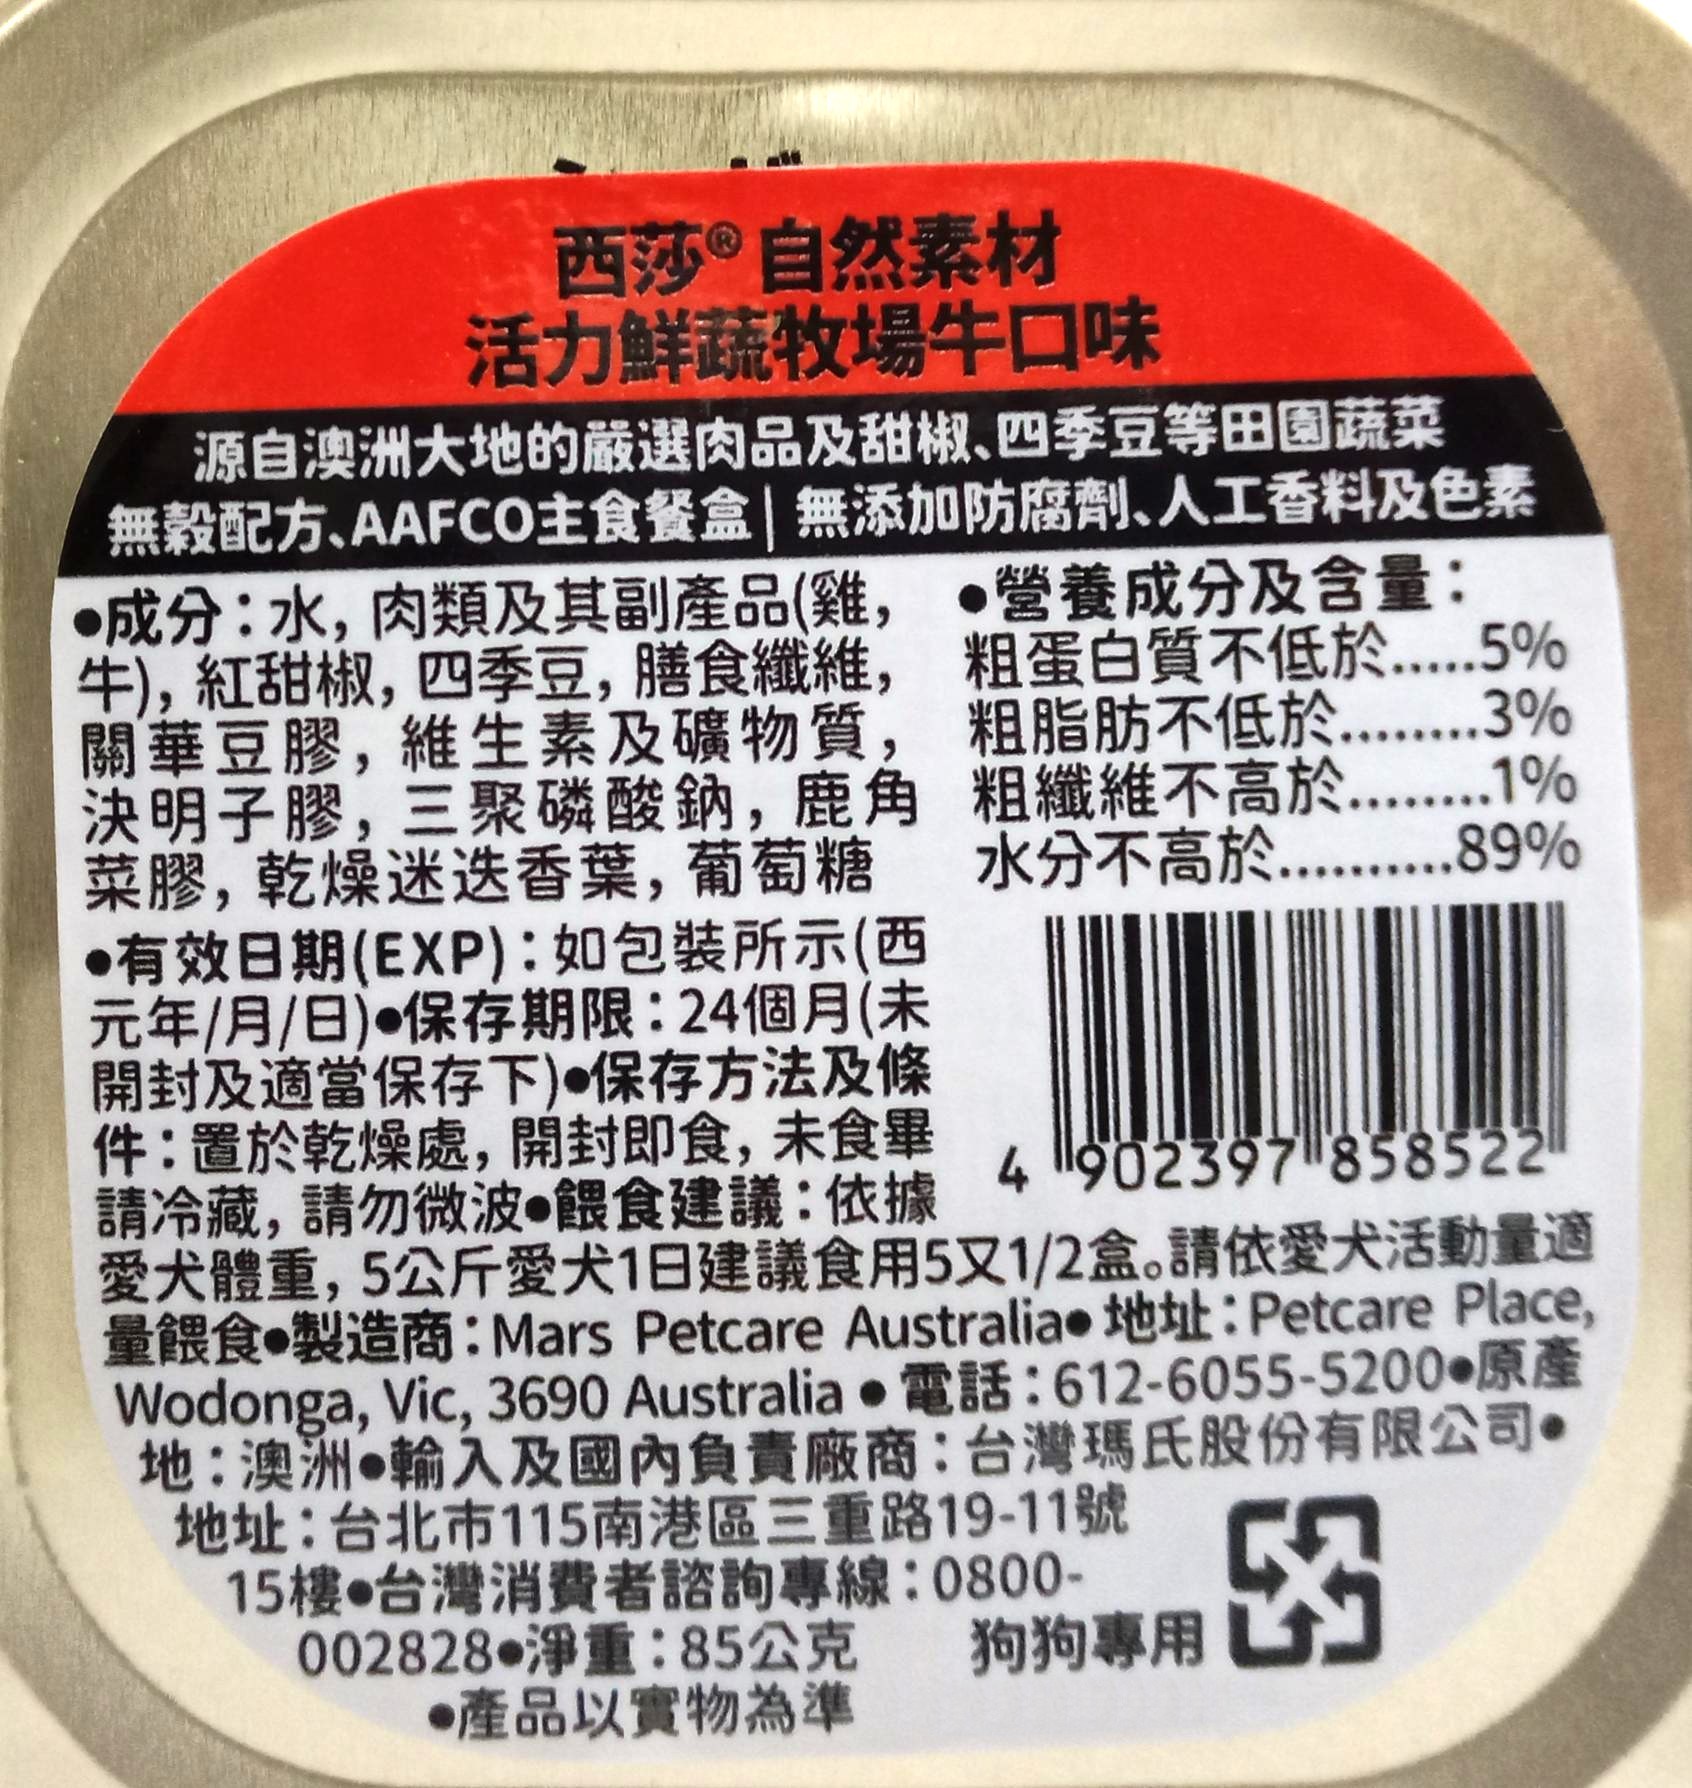 西莎® 自然素材
活力鮮蔬牧場牛口味
源自澳洲大地的嚴選肉品及甜椒、四季豆等田園蔬菜
無穀配方、AAFCO主食餐盒 | 無添加防腐劑、人工香料及色素
●成分：水, 肉類及其副產品(雞,
牛), 紅甜椒, 四季豆, 膳食纖維,
關華豆膠, 維生素及礦物質,
決明子膠, 三聚磷酸鈉, 鹿角
菜膠, 乾燥迷迭香葉, 葡萄糖
●營養成分及含量：
粗蛋白質不低於.....5%
粗脂肪不低於........3%
粗纖維不高於........1%
水分不高於..........89%
●有效日期(EXP)：如包裝所示(西
元年/月/日)●保存期限：24個月(未
開封及適當保存下)●保存方法及條
件：置於乾燥處, 開封即食, 未食畢
請冷藏, 請勿微波●餵食建議：依據
愛犬體重, 5公斤愛犬1日建議食用5又1/2盒。請依愛犬活動量適
量餵食●製造商：Mars Petcare Australia● 地址：Petcare Place,
Wodonga, Vic, 3690 Australia ● 電話：612-6055-5200●原產
地：澳洲●輸入及國內負責廠商：台灣瑪氏股份有限公司●
地址：台北市115南港區三重路19-11號
15樓●台灣消費者諮詢專線：0800-
002828●淨重：85公克
●產品以實物為準
4 902397 858522
狗狗專用